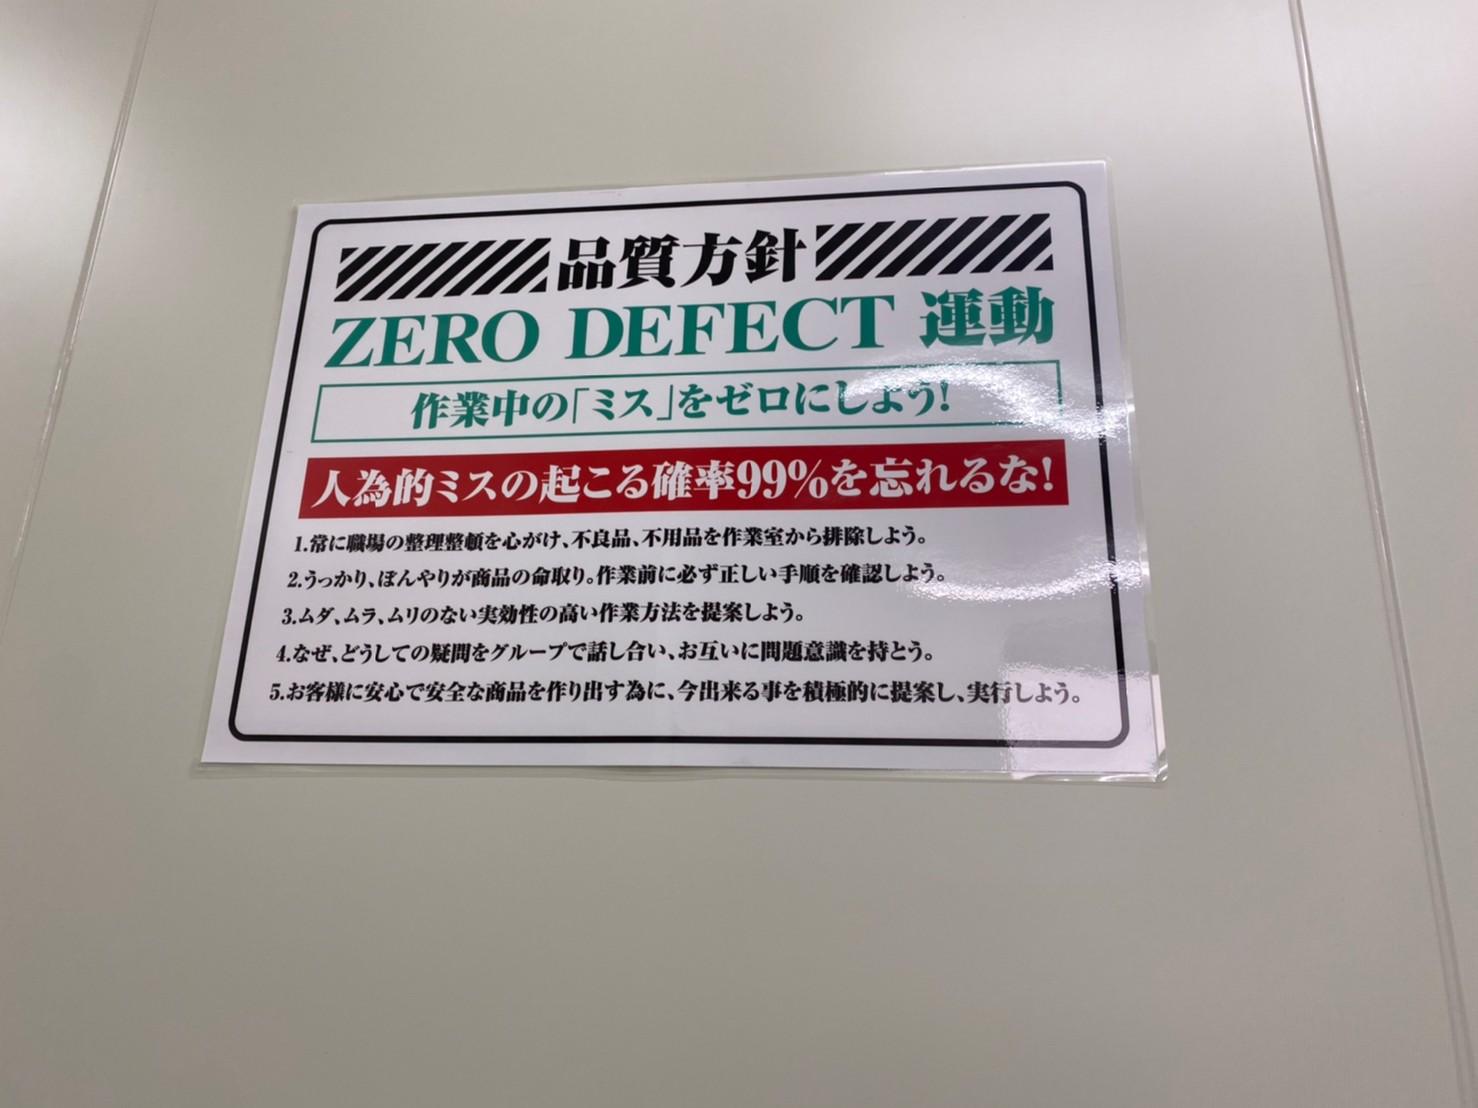 品質方針
ZERO DEFECT 運動
作業中の「ミス」をゼロにしよう!
人為的ミスの起こる確率99%を忘れるな!
1.常に職場の整理整頓を心がけ、不良品、不用品を作業室から排除しよう。
2.うっかり、ぼんやりが商品の命取り。作業前に必ず正しい手順を確認しよう。
3.ムダ、ムラ、ムリのない実効性の高い作業方法を提案しよう。
4.なぜ、どうしての疑問をグループで話し合い、お互いに問題意識を持とう。
5.お客様に安心で安全な商品を作り出す為に、今出来る事を積極的に提案し、実行しよう。